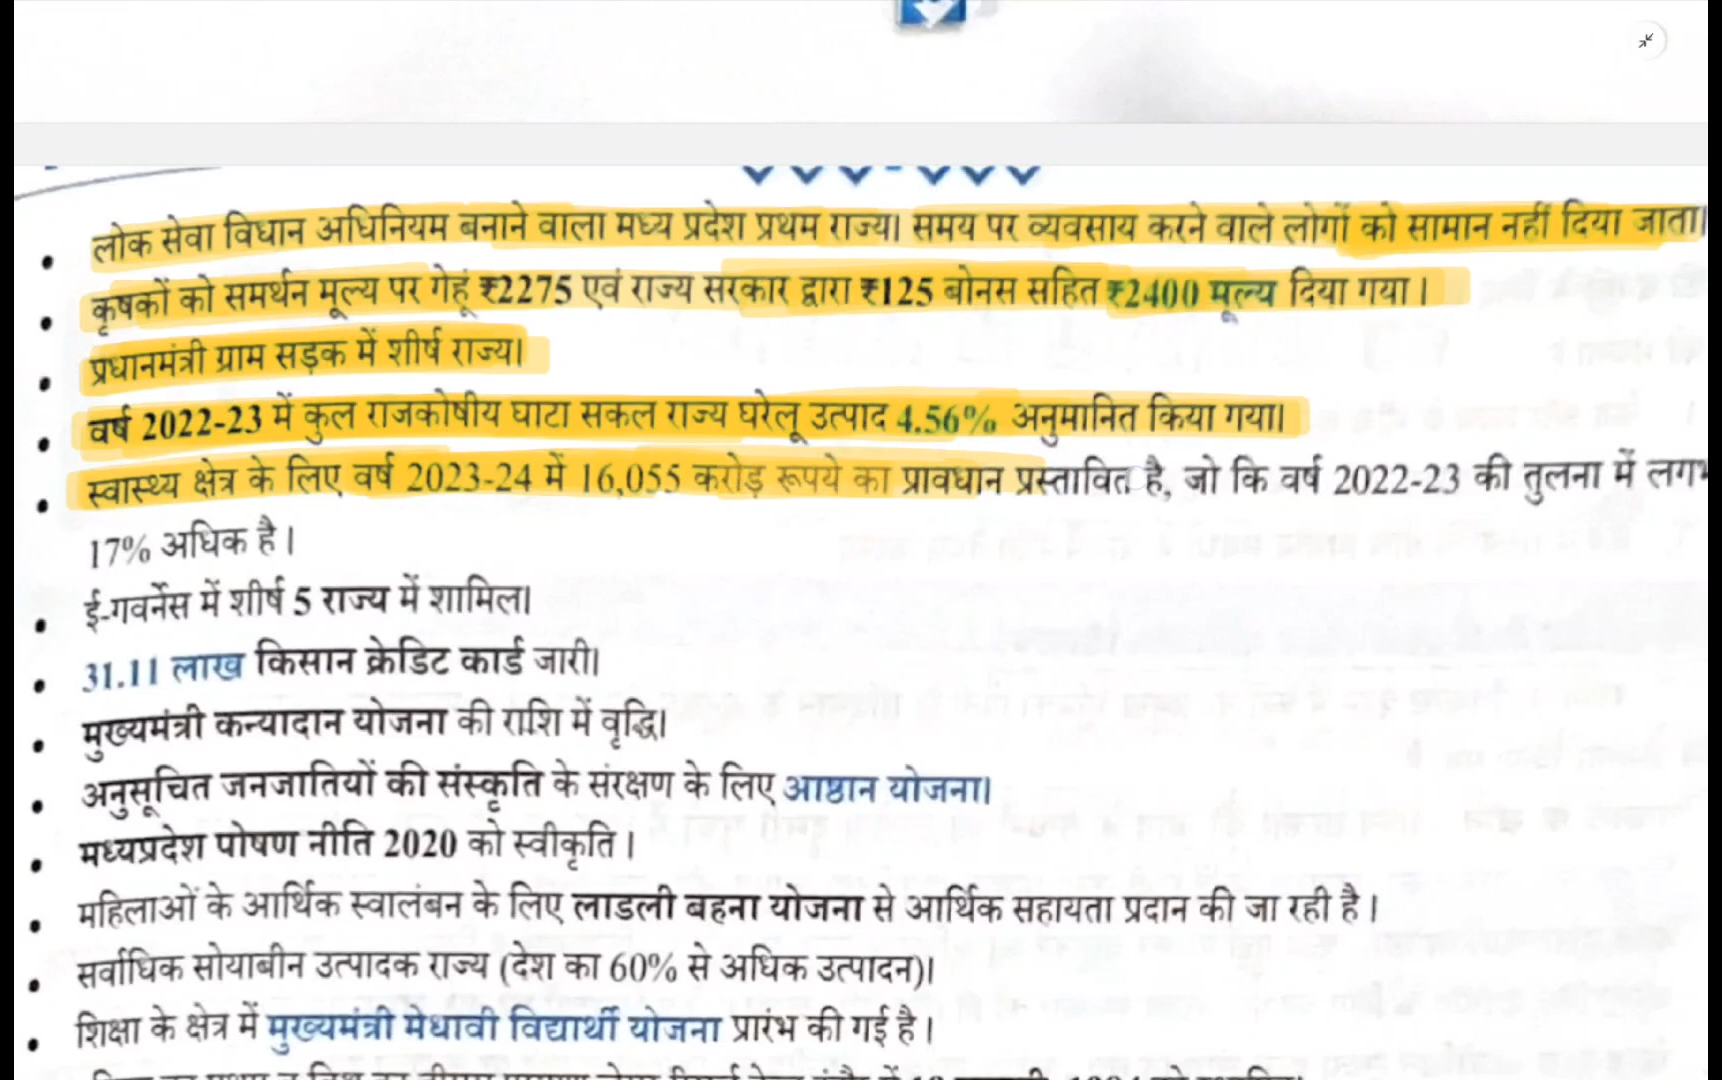 लोक सेवा विधान अधिनियम बनाने वाला मध्य प्रदेश प्रथम राज्य। समय पर व्यवसाय करने वाले लोगों को सामान नहीं दिया जाता।
कृषकों को समर्थन मूल्य पर गेहूं ₹2275 एवं राज्य सरकार द्वारा ₹125 बोनस सहित ₹2400 मूल्य दिया गया।
प्रधानमंत्री ग्राम सड़क में शीर्ष राज्य।
वर्ष 2022-23 में कुल राजकोषीय घाटा सकल राज्य घरेलू उत्पाद 4.56% अनुमानित किया गया।
स्वास्थ्य क्षेत्र के लिए वर्ष 2023-24 में 16,055 करोड़ रूपये का प्रावधान प्रस्तावित है, जो कि वर्ष 2022-23 की तुलना में
17% अधिक है।
ई-गवर्नेस में शीर्ष 5 राज्य में शामिल।
31.11 लाख किसान क्रेडिट कार्ड जारी।
मुख्यमंत्री कन्यादान योजना की राशि में वृद्धि।
अनुसूचित जनजातियों की संस्कृति के संरक्षण के लिए आष्ठान योजना।
मध्यप्रदेश पोषण नीति 2020 को स्वीकृति।
महिलाओं के आर्थिक स्वालंबन के लिए लाडली बहना योजना से आर्थिक सहायता प्रदान की जा रही है।
सर्वाधिक सोयाबीन उत्पादक राज्य (देश का 60% से अधिक उत्पादन)।
शिक्षा के क्षेत्र में मुख्यमंत्री मेधावी विद्यार्थी योजना प्रारंभ की गई है।